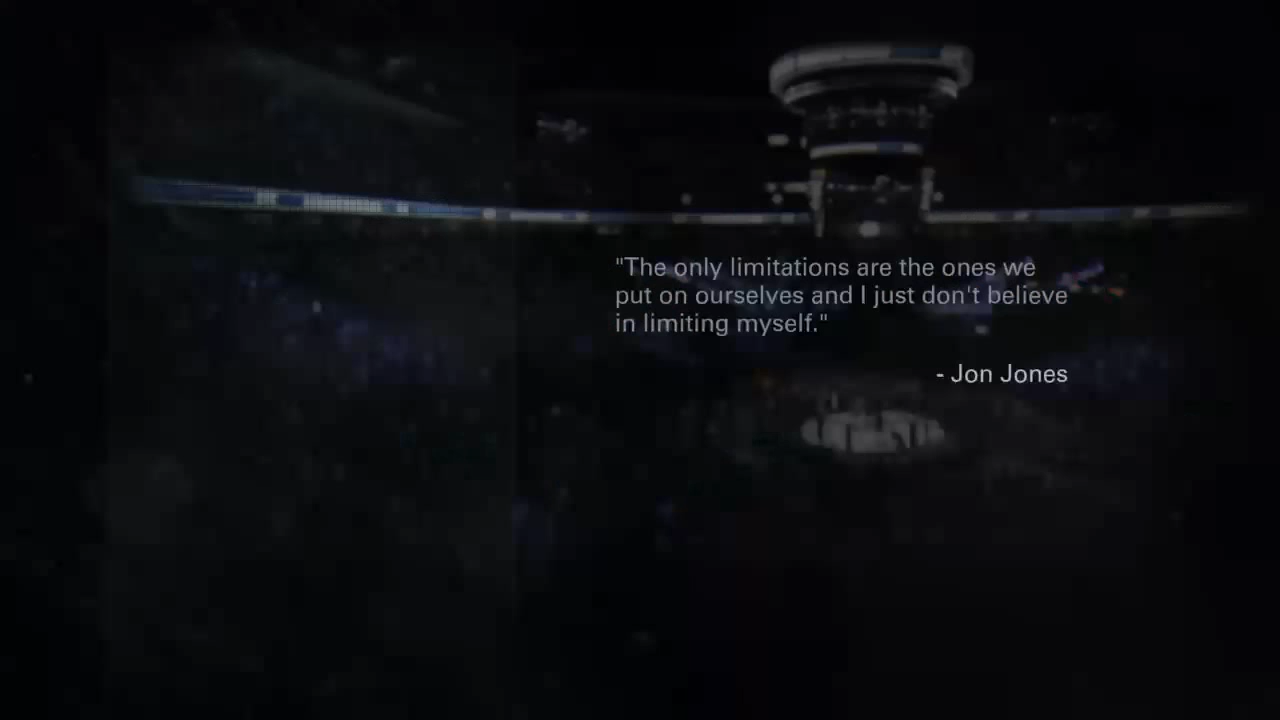 "The only limitations are the ones we
put on ourselves and I just don't believe
in limiting myself."
- Jon Jones